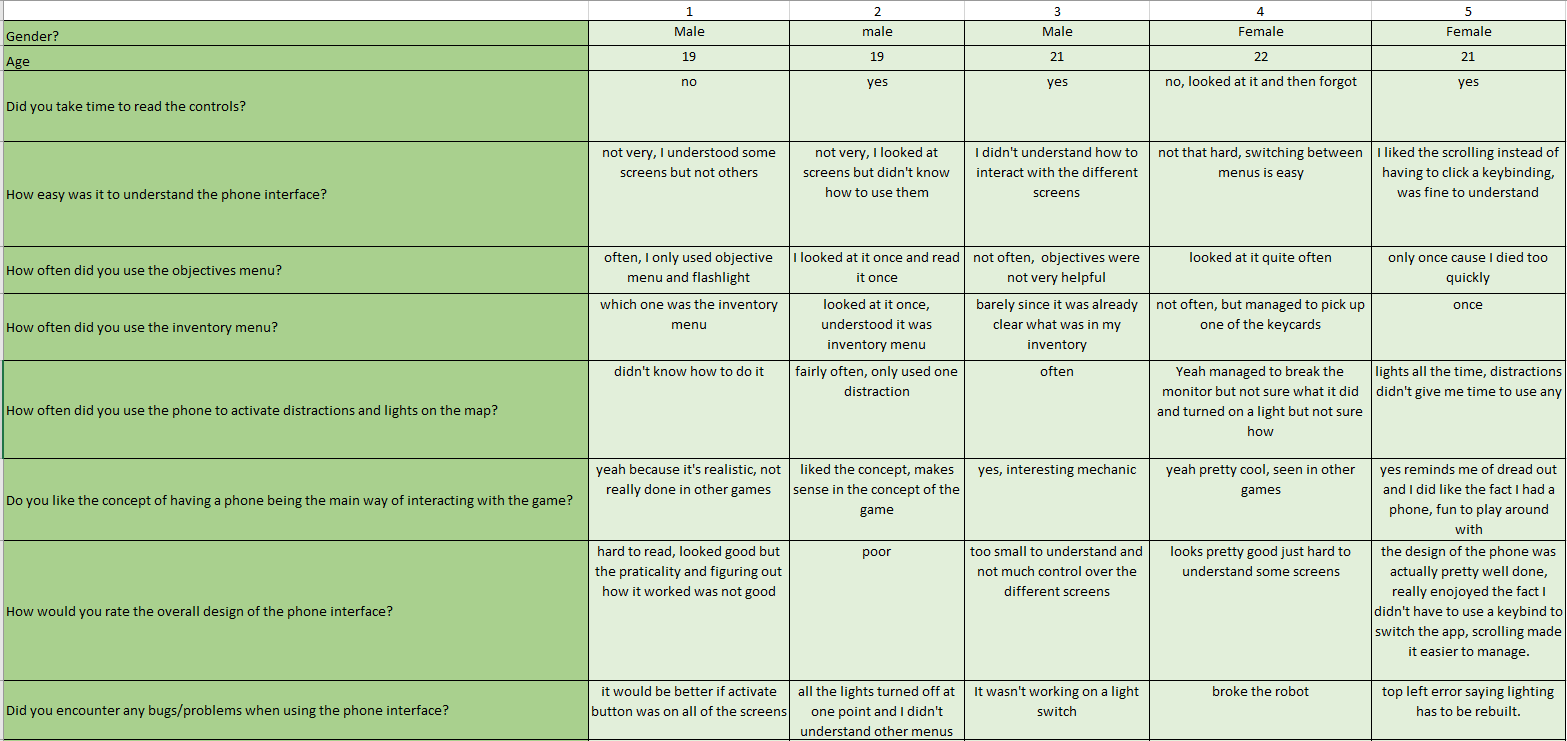 1 2 3 4 5
Gender? Male male Male Female Female
Age 19 19 21 22 21
Did you take time to read the controls?
no
yes
yes
no, looked at it and then forgot
yes
How easy was it to understand the phone interface?
not very, I understood some
screens but not others
not very, I looked at
screens but didn't know
how to use them
I didn't understand how to
interact with the different
screens
not that hard, switching between
menus is easy
I liked the scrolling instead of
having to click a keybinding,
was fine to understand
How often did you use the objectives menu?
often, I only used objective
menu and flashlight
I looked at it once and read
it once
not often,  objectives were
not very helpful
looked at it quite often
only once cause I died too
quickly
How often did you use the inventory menu?
which one was the inventory
menu
looked at it once,
understood it was
inventory menu
barely since it was already
clear what was in my
inventory
not often, but managed to pick up
one of the keycards
once
How often did you use the phone to activate distractions and lights on the map?
didn't know how to do it
fairly often, only used one
distraction
often
Yeah managed to break the
monitor but not sure what it did
and turned on a light but not sure
how
lights all the time, distractions
didn't give me time to use any
Do you like the concept of having a phone being the main way of interacting with the game?
yeah because it's realistic, not
really done in other games
liked the concept, makes
sense in the concept of the
game
yes, interesting mechanic
yeah pretty cool, seen in other
games
yes reminds me of dread out
and I did like the fact I had a
phone, fun to play around
with
How would you rate the overall design of the phone interface?
hard to read, looked good but
the praticality and figuring out
how it worked was not good
poor
too small to understand and
not much control over the
different screens
looks pretty good just hard to
understand some screens
the design of the phone was
actually pretty well done,
really enojoyed the fact I
didn't have to use a keybind to
switch the app, scrolling made
it easier to manage.
Did you encounter any bugs/problems when using the phone interface?
it would be better if activate
button was on all of the screens
all the lights turned off at
one point and I didn't
understand other menus
It wasn't working on a light
switch
broke the robot
top left error saying lighting
has to be rebuilt.